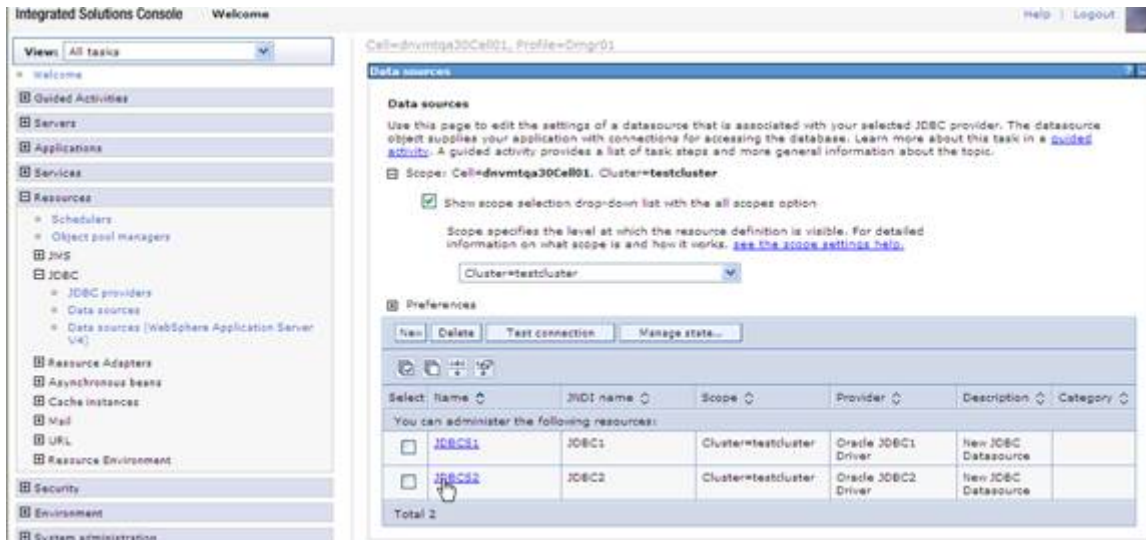 Integrated Solutions Console Welcome Help | Logout
View: All tasks
Welcome
Guided Activities
Servers
Applications
Services
Resources
Schedulers
Object pool managers
JMS
JDBC
JDBC providers
Data sources
Data sources (WebSphere Application Server
V4)
Resource Adapters
Asynchronous beans
Cache instances
Mail
URL
Resource Environment
Security
Environment
System administration
Cell=dnvmtqa30Cell01, Profile=Dmgr01
Data sources ? -
Data sources
Use this page to edit the settings of a datasource that is associated with your selected JDBC provider. The datasource
object supplies your application with connections for accessing the database. Learn more about this task in a guided
activity. A guided activity provides a list of task steps and more general information about the topic.
Scope: Cell=dnvmtqa30Cell01, Cluster=testcluster
Show scope selection drop-down list with the all scopes option
Scope specifies the level at which the resource definition is visible. For detailed
information on what scope is and how it works, see the scope settings help.
Cluster=testcluster
Preferences
New Delete Test connection Manage state...
Select Name JNDI name Scope Provider Description Category
You can administer the following resources:
JDBCS1 JDBC1 Cluster=testcluster Oracle JDBC1 Driver New JDBC Datasource
JDBCS2 JDBC2 Cluster=testcluster Oracle JDBC2 Driver New JDBC Datasource
Total 2